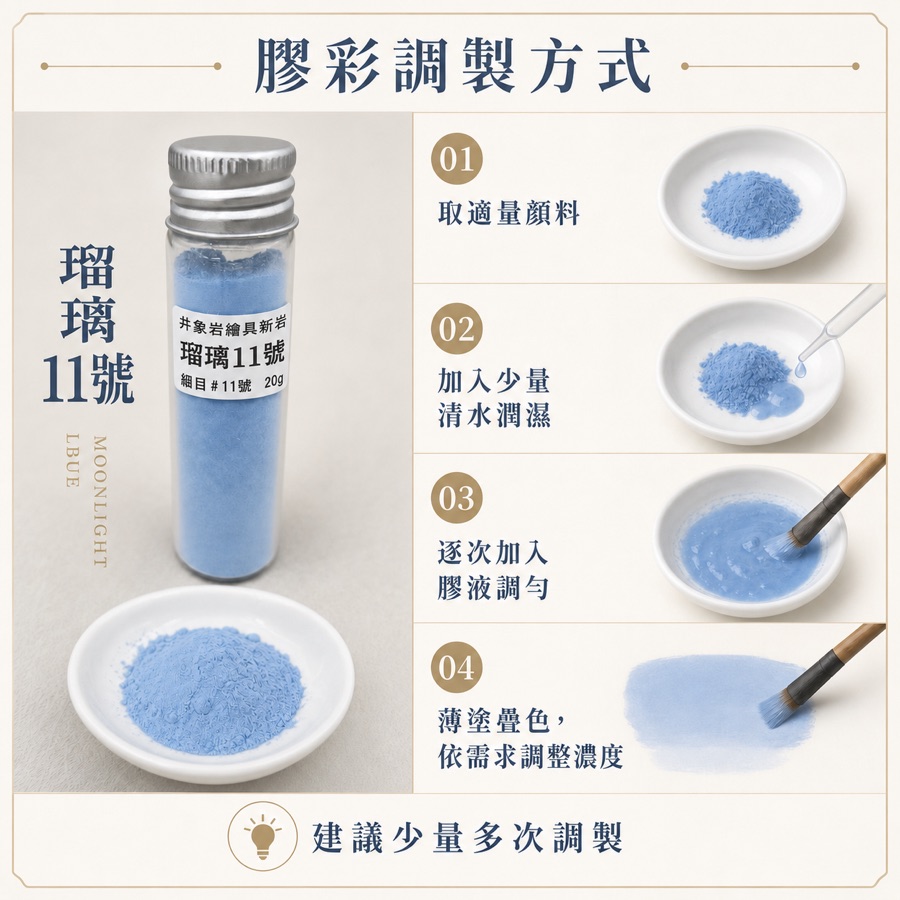 膠彩調製方式
瑠璃
11號
MOONLIGHT
LBUE
井象岩繪具新岩
瑠璃11號
細目#11號 20g
01
取適量顏料
02
加入少量
清水潤濕
03
逐次加入
膠液調勻
04
薄塗疊色，
依需求調整濃度
建議少量多次調製